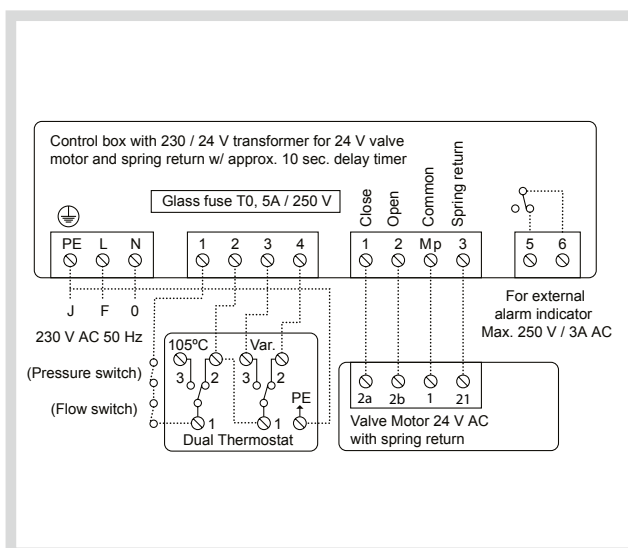 Control box with 230 / 24 V transformer for 24 V valve
motor and spring return w/ approx. 10 sec. delay timer
Glass fuse T0, 5A / 250 V
Close
Open
Common
Spring return
PE L N
1 2 3 4
1 2 Mp 3
5 6
J F 0
230 V AC 50 Hz
For external
alarm indicator
Max. 250 V / 3A AC
(Pressure switch)
(Flow switch)
105ºC Var.
3 2 3 2
PE
1 1
Dual Thermostat
2a 2b 1 21
Valve Motor 24 V AC
with spring return